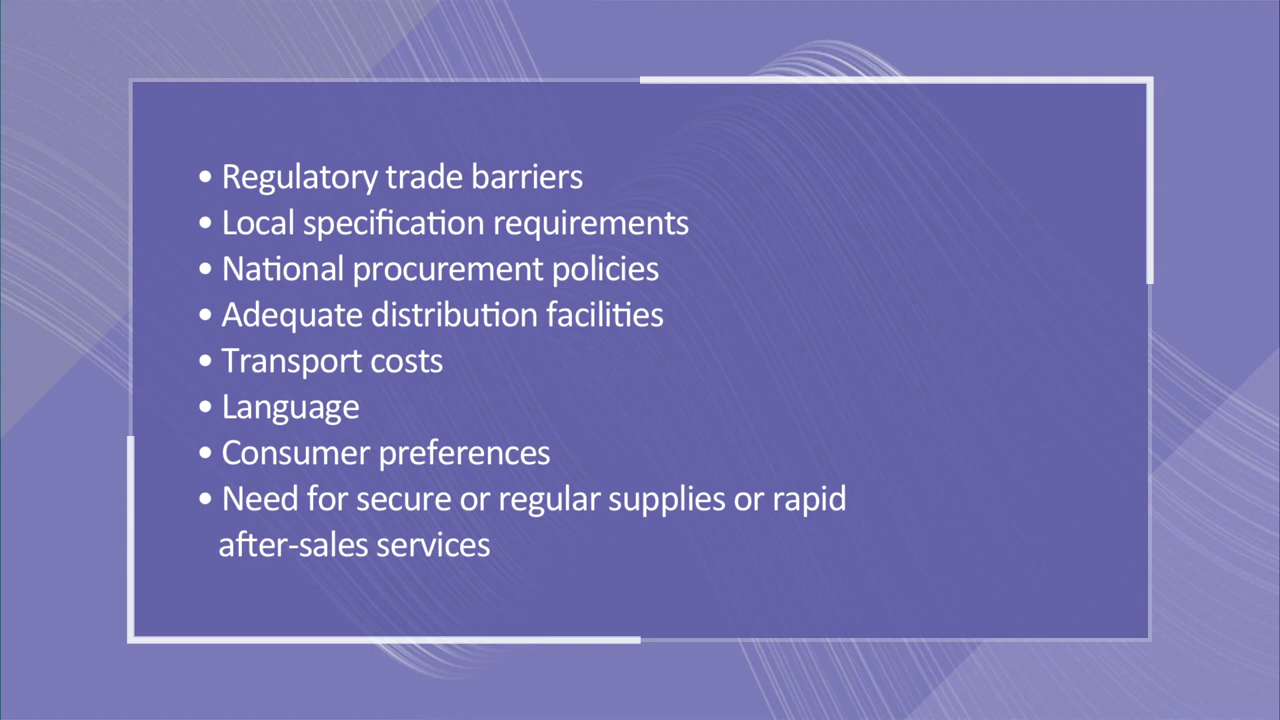 • Regulatory trade barriers
• Local specification requirements
• National procurement policies
• Adequate distribution facilities
• Transport costs
• Language
• Consumer preferences
• Need for secure or regular supplies or rapid
after-sales services